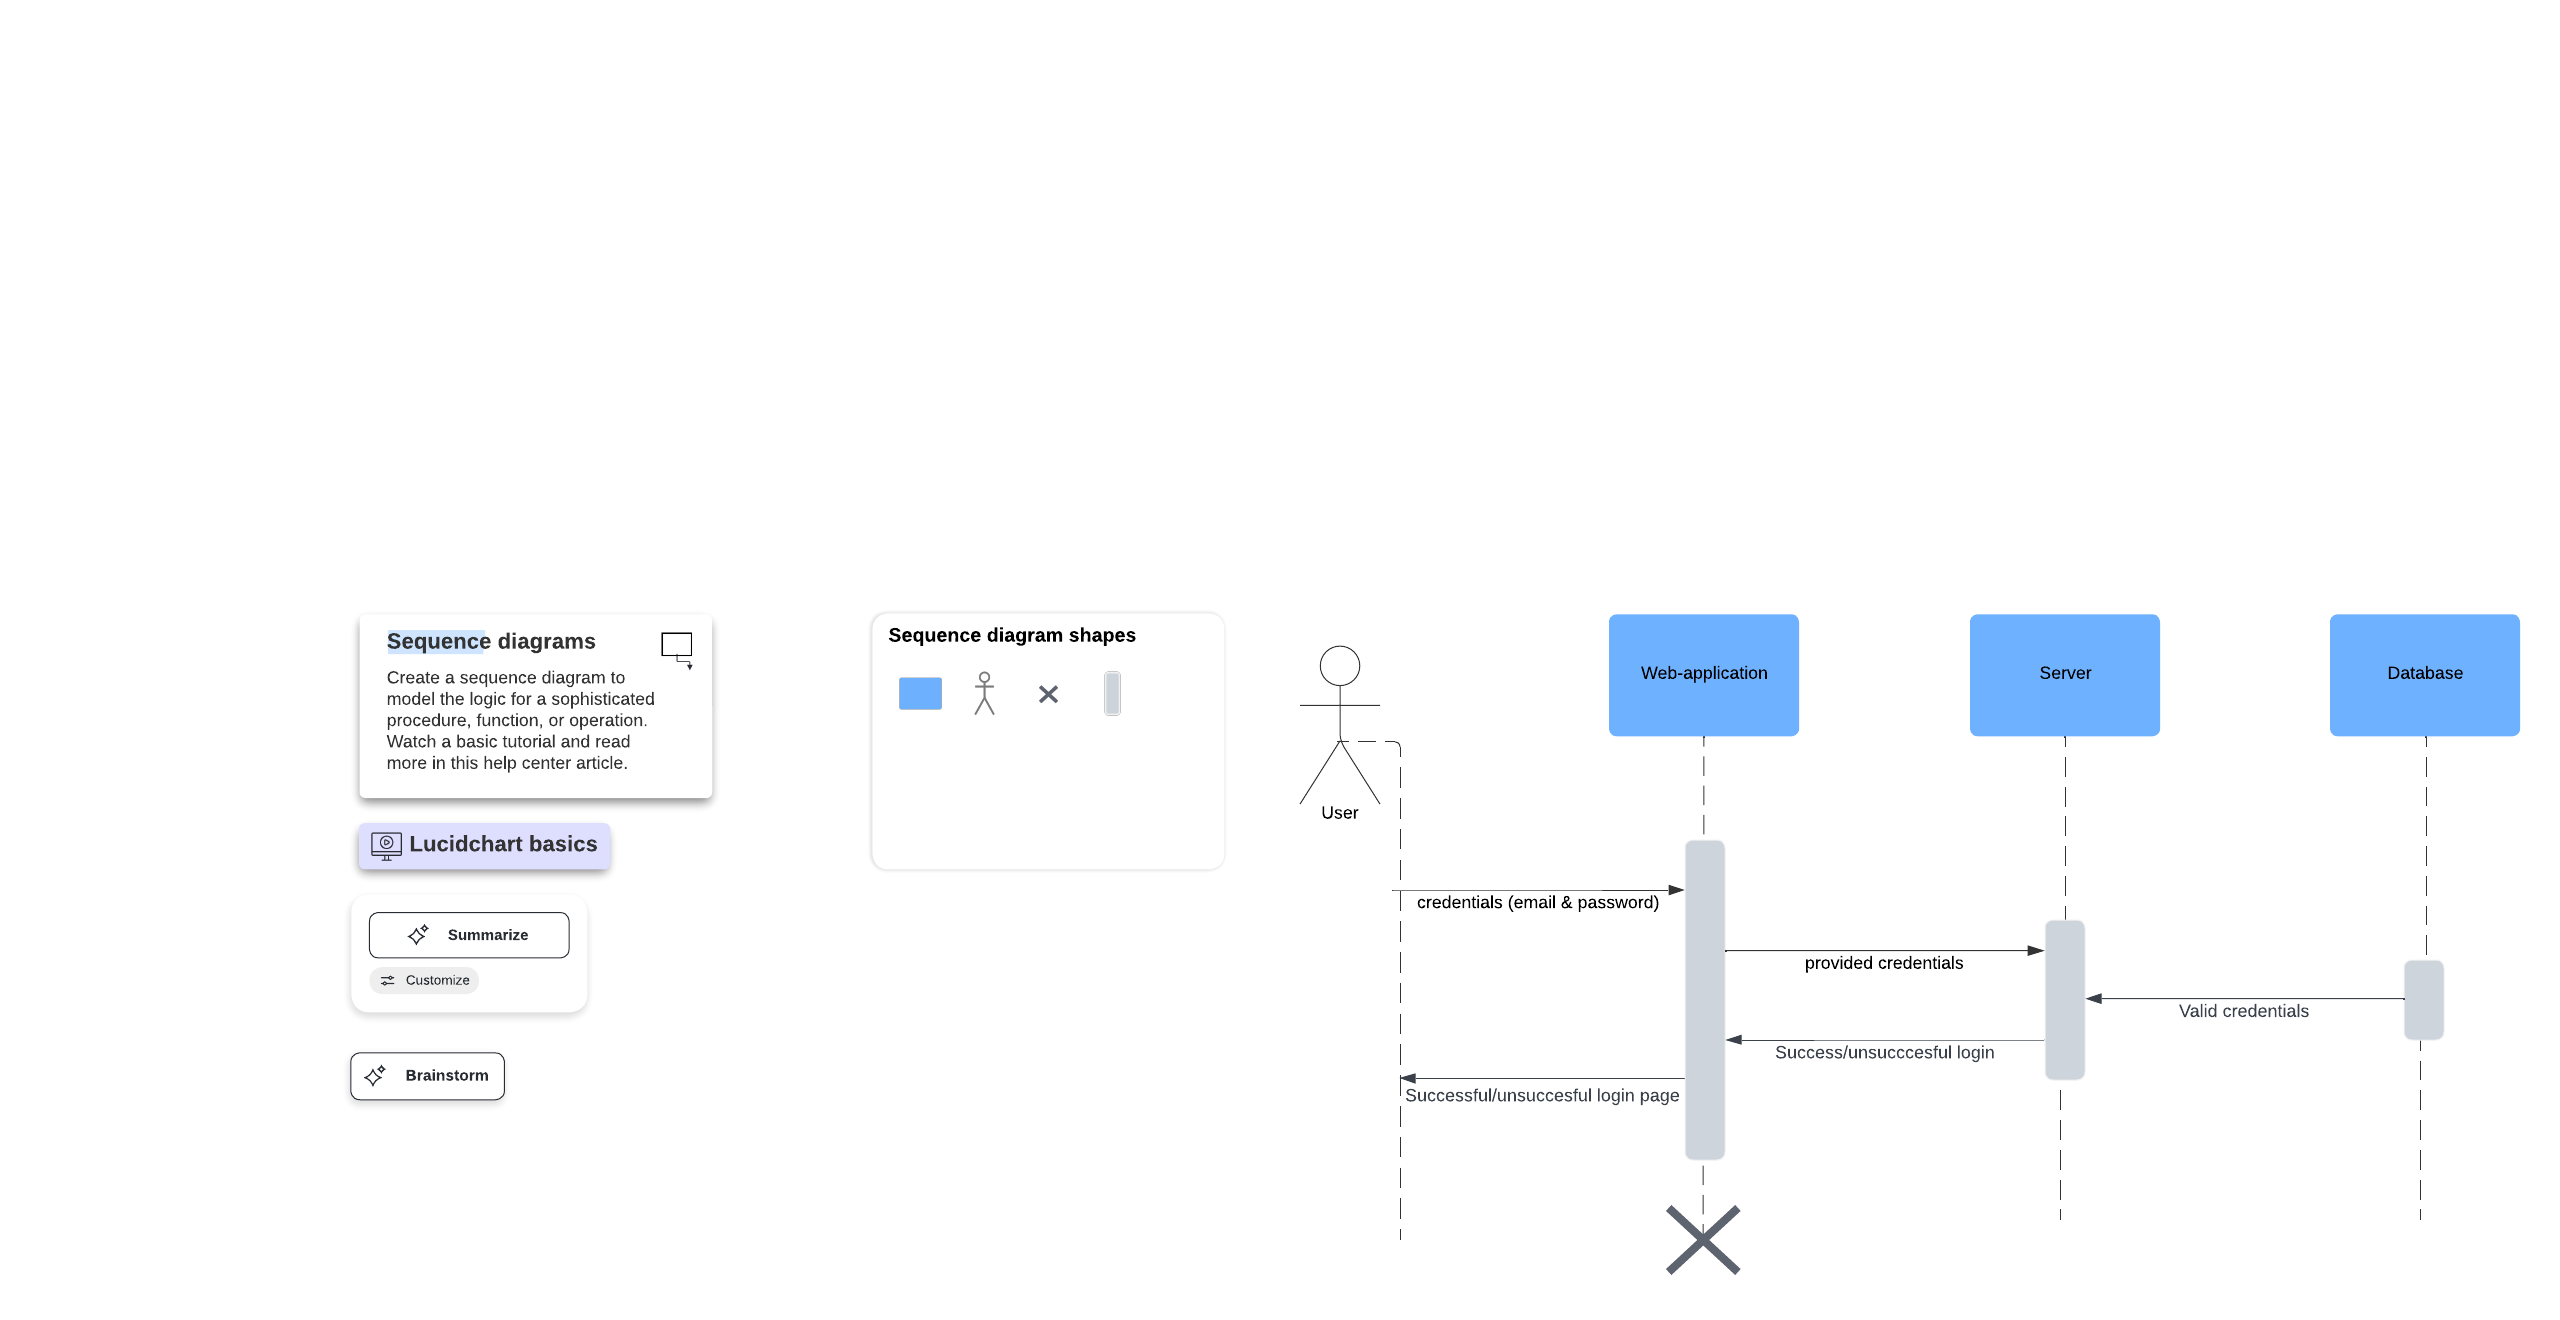 Sequence diagrams
Create a sequence diagram to
model the logic for a sophisticated
procedure, function, or operation.
Watch a basic tutorial and read
more in this help center article.
Lucidchart basics
Summarize
Customize
Brainstorm
Sequence diagram shapes
User
Web-application
Server
Database
credentials (email & password)
provided credentials
Valid credentials
Success/unsucccesful login
Successful/unsuccesful login page